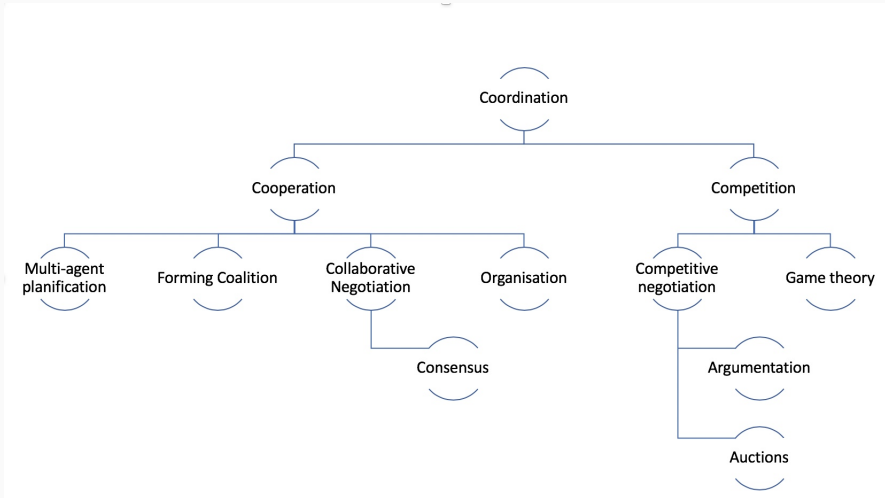 Coordination
Cooperation
Competition
Multi-agent
planification
Forming Coalition
Collaborative
Negotiation
Organisation
Competitive
negotiation
Game theory
Consensus
Argumentation
Auctions